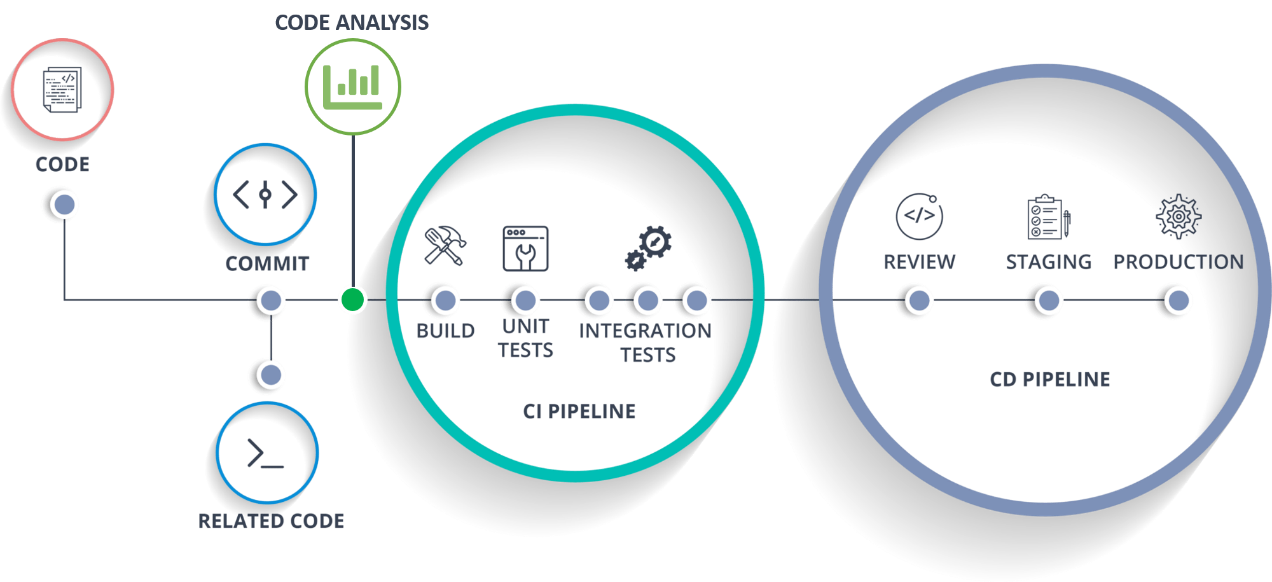 CODE ANALYSIS
CODE
COMMIT
RELATED CODE
BUILD
UNIT
TESTS
INTEGRATION
TESTS
CI PIPELINE
REVIEW
STAGING
PRODUCTION
CD PIPELINE